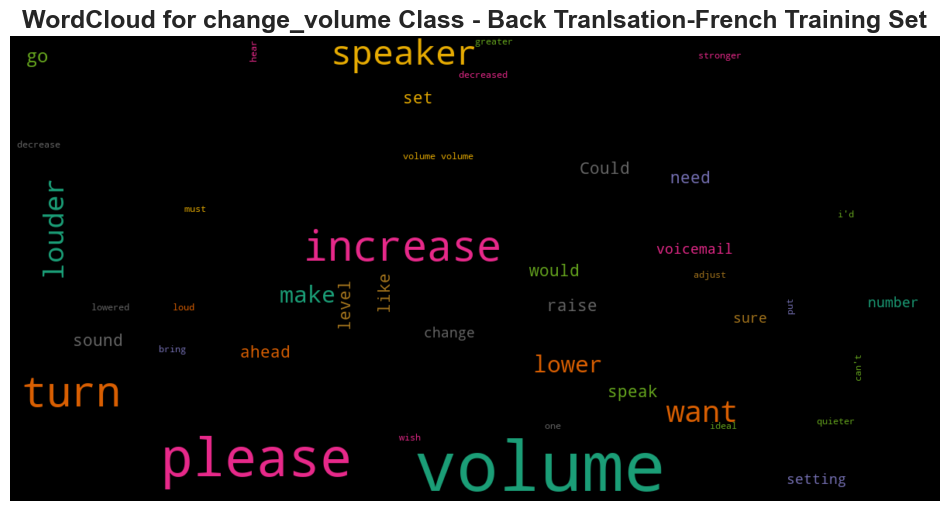 WordCloud for change_volume Class - Back Tranlsation-French Training Set
go
hear
speaker
greater
decreased
stronger
set
decrease
volume volume
Could
need
louder
must
i'd
increase
voicemail
would
adjust
make
level
like
lowered
loud
raise
put
number
sure
sound
change
bring
ahead
lower
can't
turn
speak
want
quieter
one
ideal
wish
please
volume
setting